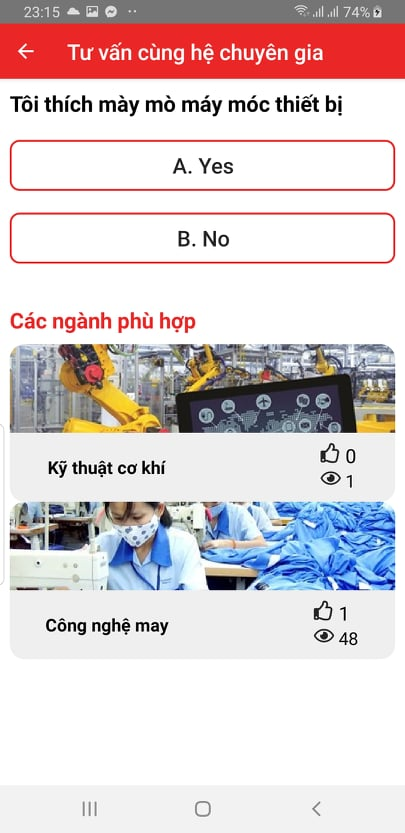 23:15
74%
Tư vấn cùng hệ chuyên gia
Tôi thích mày mò máy móc thiết bị
A. Yes
B. No
Các ngành phù hợp
Kỹ thuật cơ khí
0
1
Công nghệ may
1
48